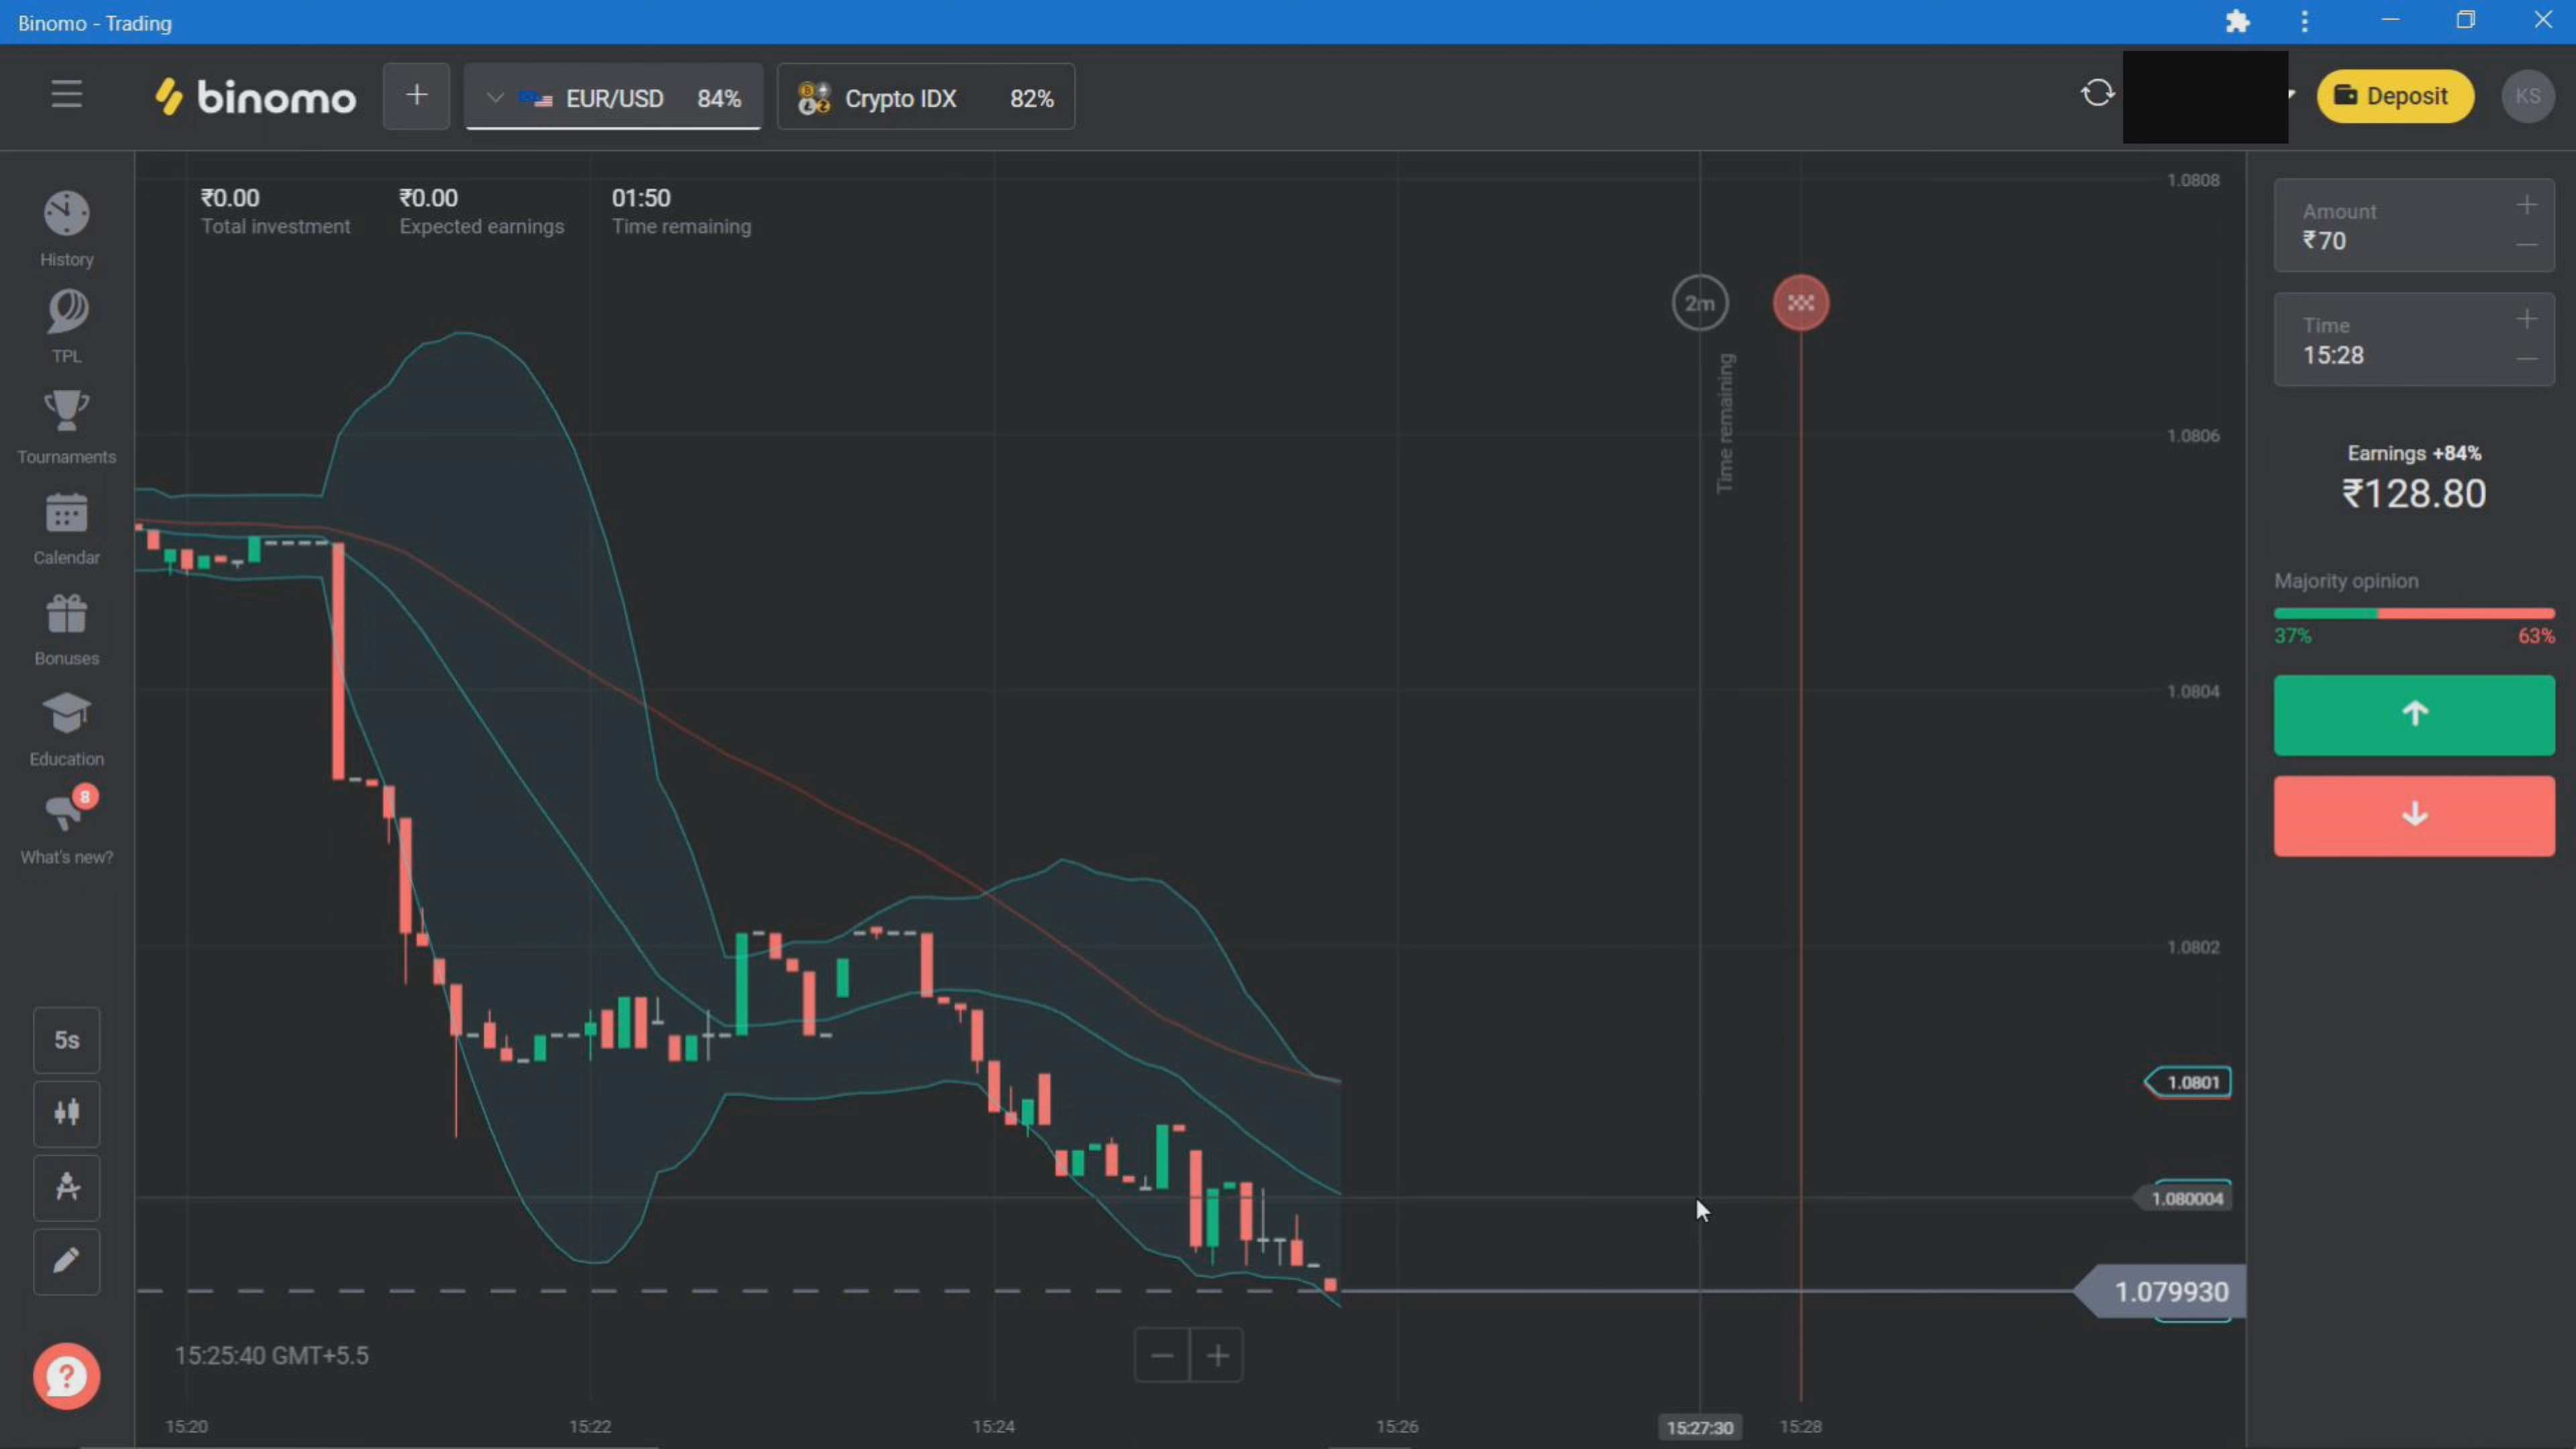 Binomo - Trading
binomo
+
EUR/USD 84%
Crypto IDX 82%
Deposit
KS
History
TPL
Tournaments
Calendar
Bonuses
Education
8
What's new?
5s
?
₹0.00 ₹0.00 01:50
Total investment Expected earnings Time remaining
2m
Time remaining
1.0808
1.0806
1.0804
1.0802
1.0801
1.080004
1.079930
15:25:40 GMT+5.5
− +
15:20 15:22 15:24 15:26 15:27:30 15:28
Amount +
₹70 −
Time +
15:28 −
Earnings +84%
₹128.80
Majority opinion
37% 63%